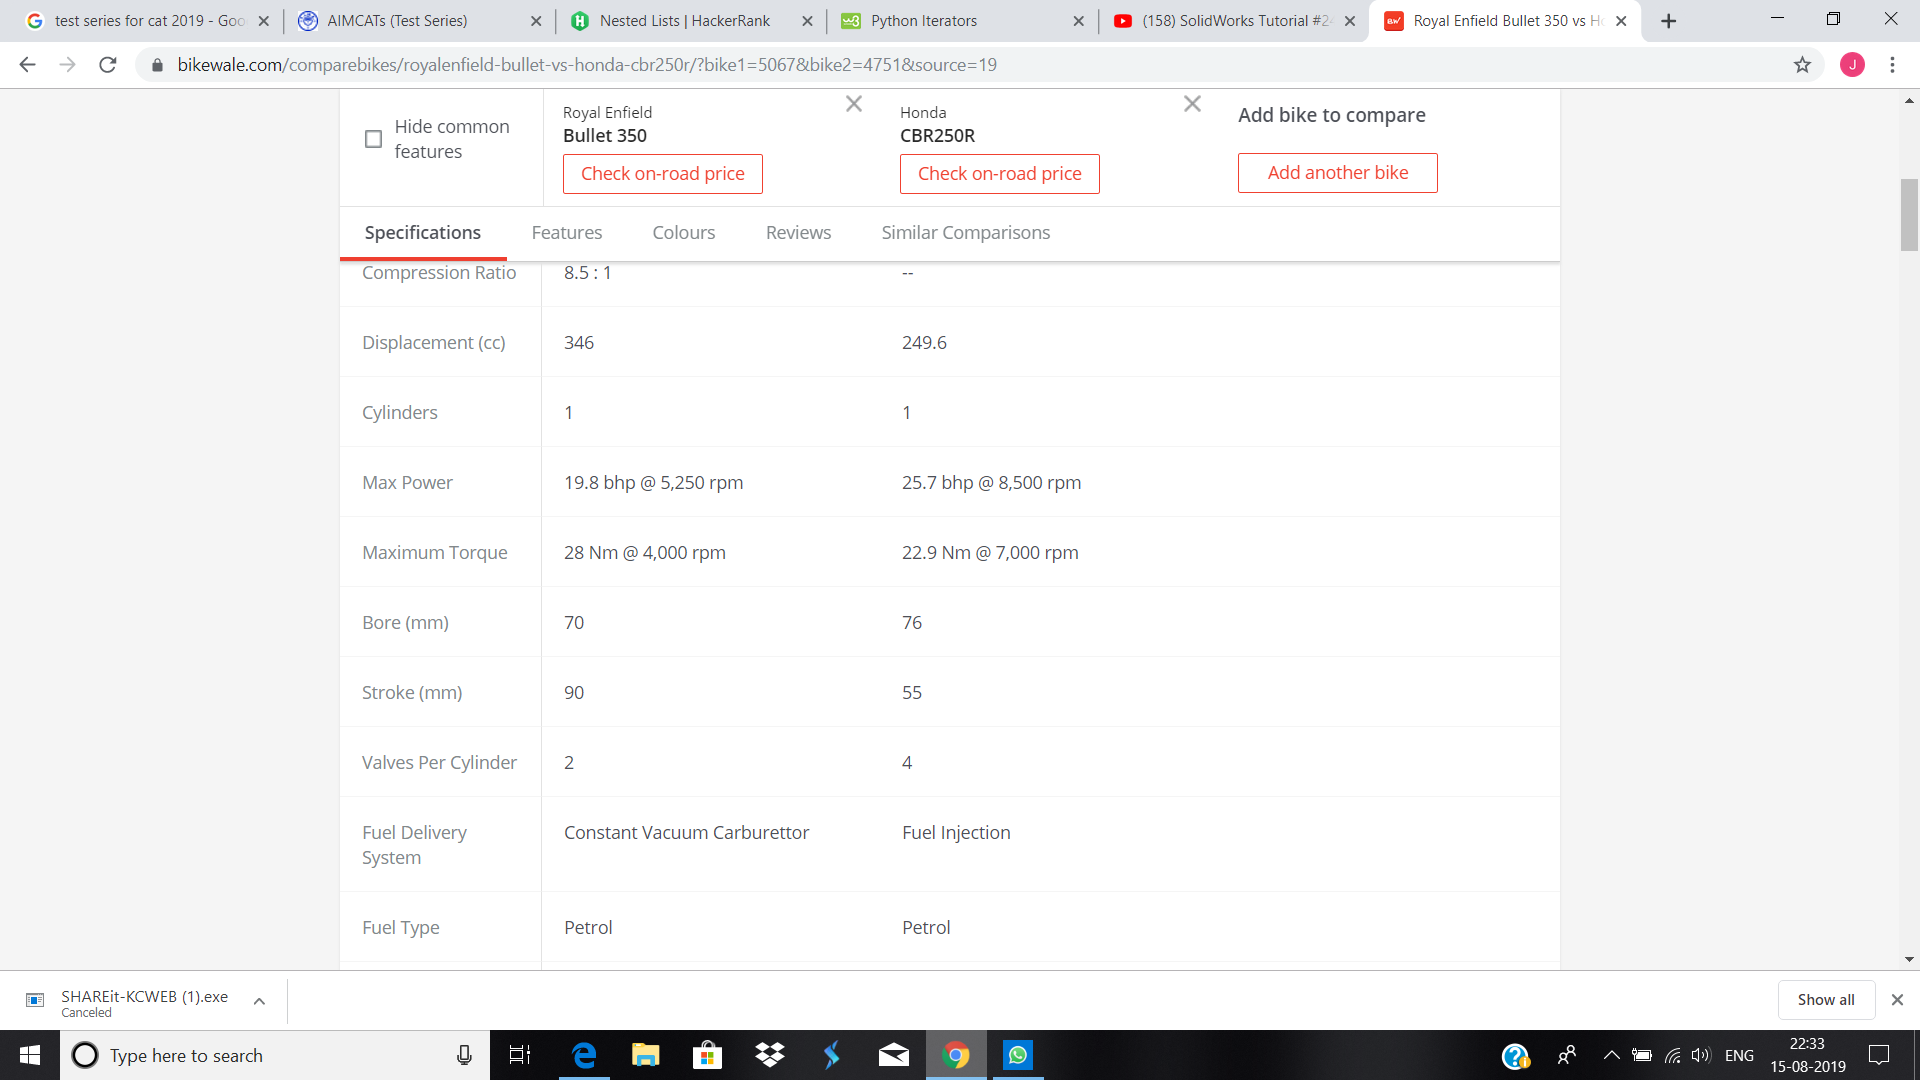 test series for cat 2019 - Goo
AIMCATs (Test Series)
Nested Lists | HackerRank
Python Iterators
(158) SolidWorks Tutorial #24
Royal Enfield Bullet 350 vs Ho
bikewale.com/comparebikes/royalenfield-bullet-vs-honda-cbr250r/?bike1=5067&bike2=4751&source=19
J
Hide common
features
Royal Enfield
Bullet 350
Check on-road price
Honda
CBR250R
Check on-road price
Add bike to compare
Add another bike
Specifications Features Colours Reviews Similar Comparisons
Compression Ratio 8.5 : 1 --
Displacement (cc) 346 249.6
Cylinders 1 1
Max Power 19.8 bhp @ 5,250 rpm 25.7 bhp @ 8,500 rpm
Maximum Torque 28 Nm @ 4,000 rpm 22.9 Nm @ 7,000 rpm
Bore (mm) 70 76
Stroke (mm) 90 55
Valves Per Cylinder 2 4
Fuel Delivery
System
Constant Vacuum Carburettor Fuel Injection
Fuel Type Petrol Petrol
SHAREit-KCWEB (1).exe
Canceled
Show all
Type here to search
ENG
22:33
15-08-2019